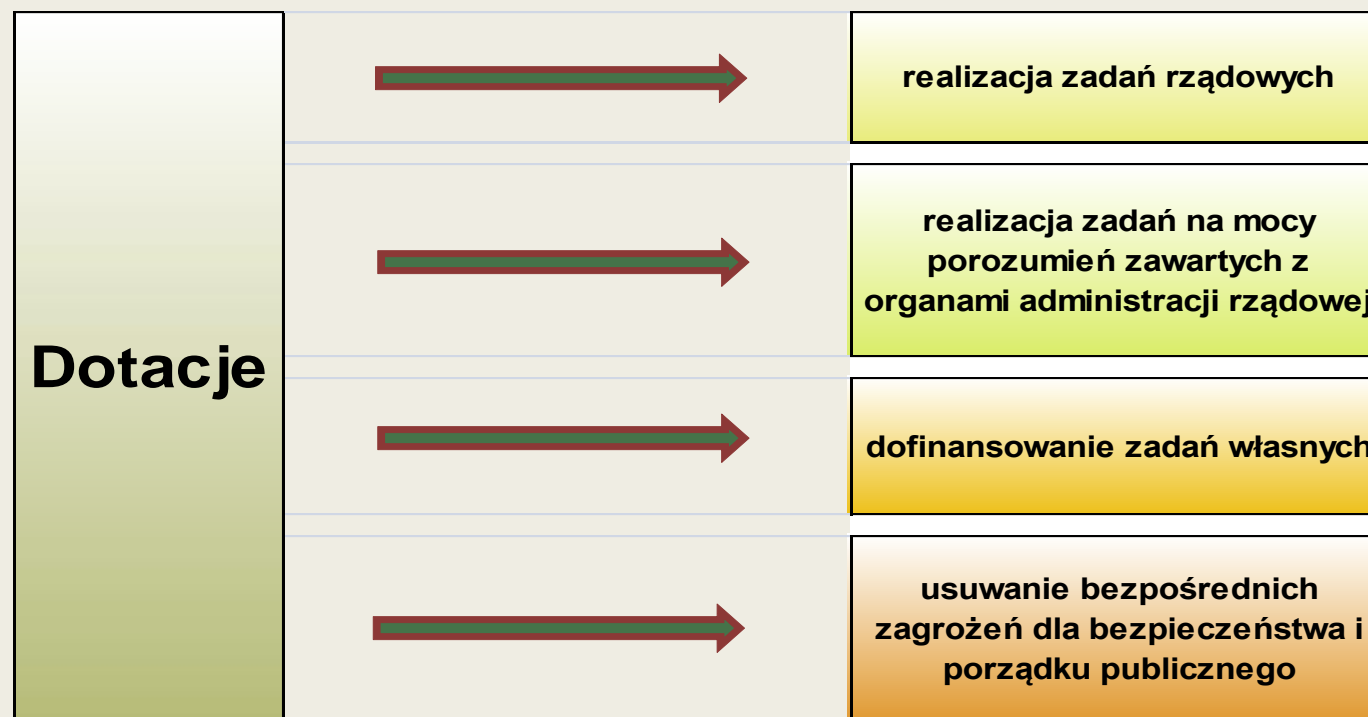 Dotacje
realizacja zadań rządowych
realizacja zadań na mocy
porozumień zawartych z
organami administracji rządowej
dofinansowanie zadań własnych
usuwanie bezpośrednich
zagrożeń dla bezpieczeństwa i
porządku publicznego